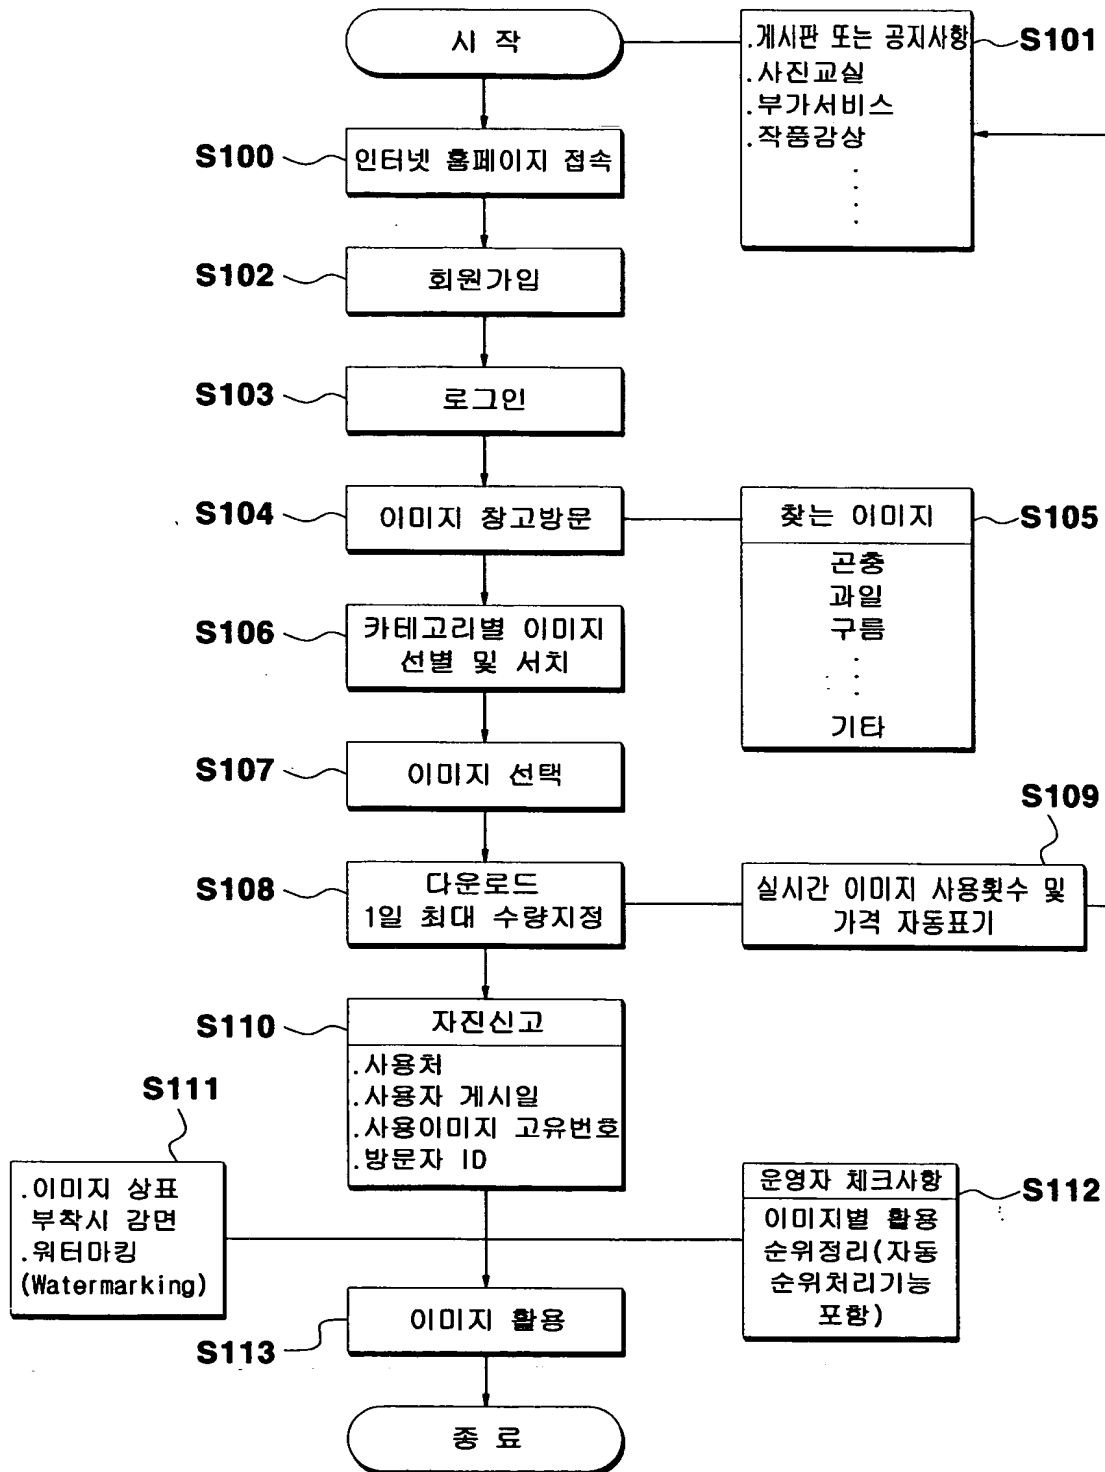 시 작
.게시판 또는 공지사항
.사진교실
.부가서비스
.작품감상
S101
S100
인터넷 홈페이지 접속
S102
회원가입
S103
로그인
S104
이미지 창고방문
찾는 이미지
곤충
과일
구름
기타
S105
S106
카테고리별 이미지
선별 및 서치
S107
이미지 선택
S108
다운로드
1일 최대 수량지정
S109
실시간 이미지 사용횟수 및
가격 자동표기
S110
자진신고
.사용처
.사용자 게시일
.사용이미지 고유번호
.방문자 ID
S111
.이미지 상표
부착시 감면
.워터마킹
(Watermarking)
운영자 체크사항
이미지별 활용
순위정리(자동
순위처리기능
포함)
S112
S113
이미지 활용
종 료